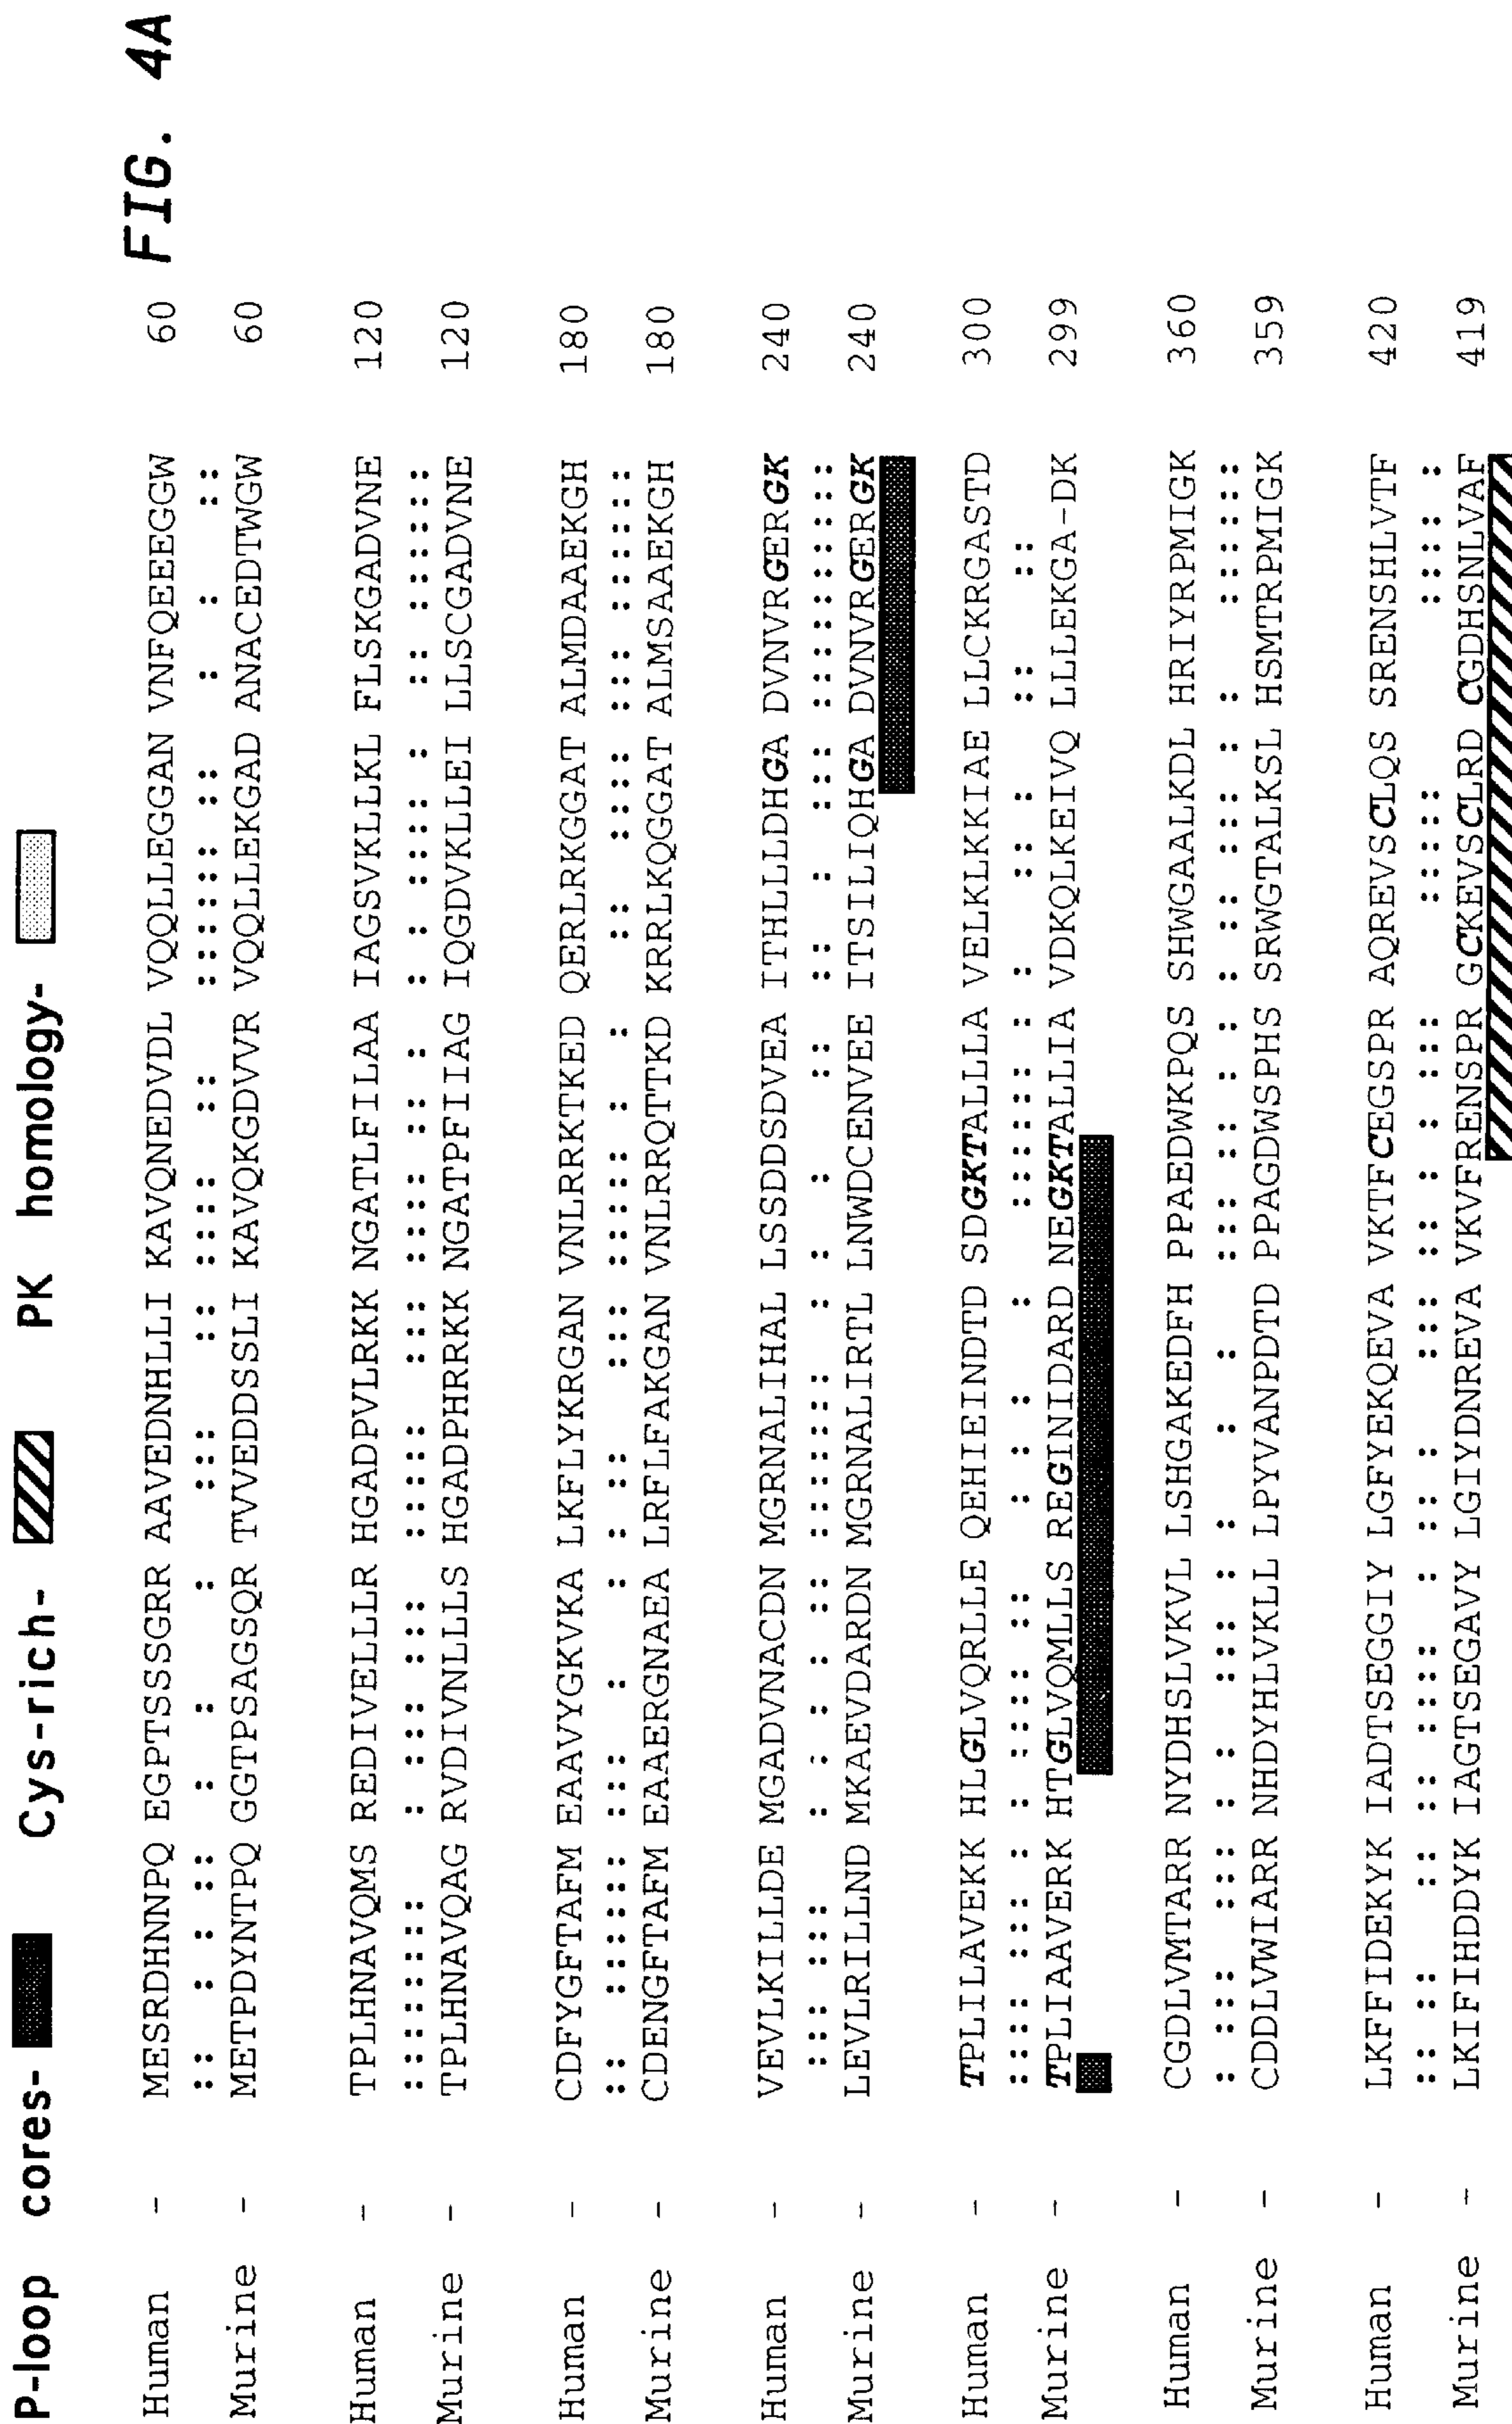 P-loop cores- Cys-rich- PK homology-
FIG. 4A
Human - MESRDHNNPQ EGPTSSSGRR AAVEDNHLLI KAVQNEDVDL VQQLLEGGAN VNFQEEEGGW 60
:: : : :: : : : ::: :: :::: :: ::::: :: : : ::
Murine - METPDYNTPQ GGTPSAGSQR TVVEDDSSLI KAVQKGDVVR VQQLLEKGAD ANACEDTWGW 60
Human - TPLHNAVQMS REDIVELLLR HGADPVLRKK NGATLFILAA IAGSVKLLKL FLSKGADVNE 120
:::::::: : ::: ::: :::: ::: :::: :: : : : :::: : :: ::::::
Murine - TPLHNAVQAG RVDIVNLLLS HGADPHRRKK NGATPFIIAG IQGDVKLLEI LLSCGADVNE 120
Human - CDFYGFTAFM EAAVYGKVKA LKFLYKRGAN VNLRRKTKED QERLRKGGAT ALMDAAEKGH 180
:: :::::: ::: : : : :: ::: ::::: : : :: :::: ::: ::::::
Murine - CDENGFTAFM EAAERGNAEA LRFLFAKGAN VNLRRQTTKD KRRLKQGGAT ALMSAAEKGH 180
Human - VEVLKILLDE MGADVNACDN MGRNALIHAL LSSDDSDVEA ITHLLLDHGA DVNVRGERGK 240
::: ::: : : : :: ::::::: : : : :: :: : ::: ::::::::::
Murine - LEVLRILLND MKAEVDARDN MGRNALIRTL LNWDCENVEE ITSILIQHGA DVNVRGERGK 240
Human - TPLILAVEKK HLGLVQRLLE QEHIEINDTD SDGKTALLLA VELKLKKIAE LLCKRGASTD 300
:::: ::: : : :::: :: : : : : :::::: : : :: : :: ::
Murine - TPLIAAVERK HTGLVQMLLS REGINIDARD NEGKTALLIA VDKQLKEIVQ LLLEKGA-DK 299
Human - CGDLVMTARR NYDHSLVKVL LSHGAKEDFH PPAEDWKPQS SHWGAALKDL HRIYRPMIGK 360
: ::: ::: : : ::: : : : : ::: :: : : : ::: ::: : : ::::::
Murine - CDDLVWIARR NHDYHLVKLL LPYVANPDTD PPAGDWSPHS SRWGTALKSL HSMTRPMIGK 359
Human - LKFFIDEKYK IADTSEGGIY LGFYEKQEVA VKTFCEGSPR AQREVSCLQS SRENSHLVTF 420
:: :: :: :: ::::: : :: : ::: :: : : ::: ::::: :::: :
Murine - LKIFIHDDYK IAGTSEGAVY LGIYDNREVA VKVFRENSPR GCKEVSCLRD CGDHSNLVAF 419